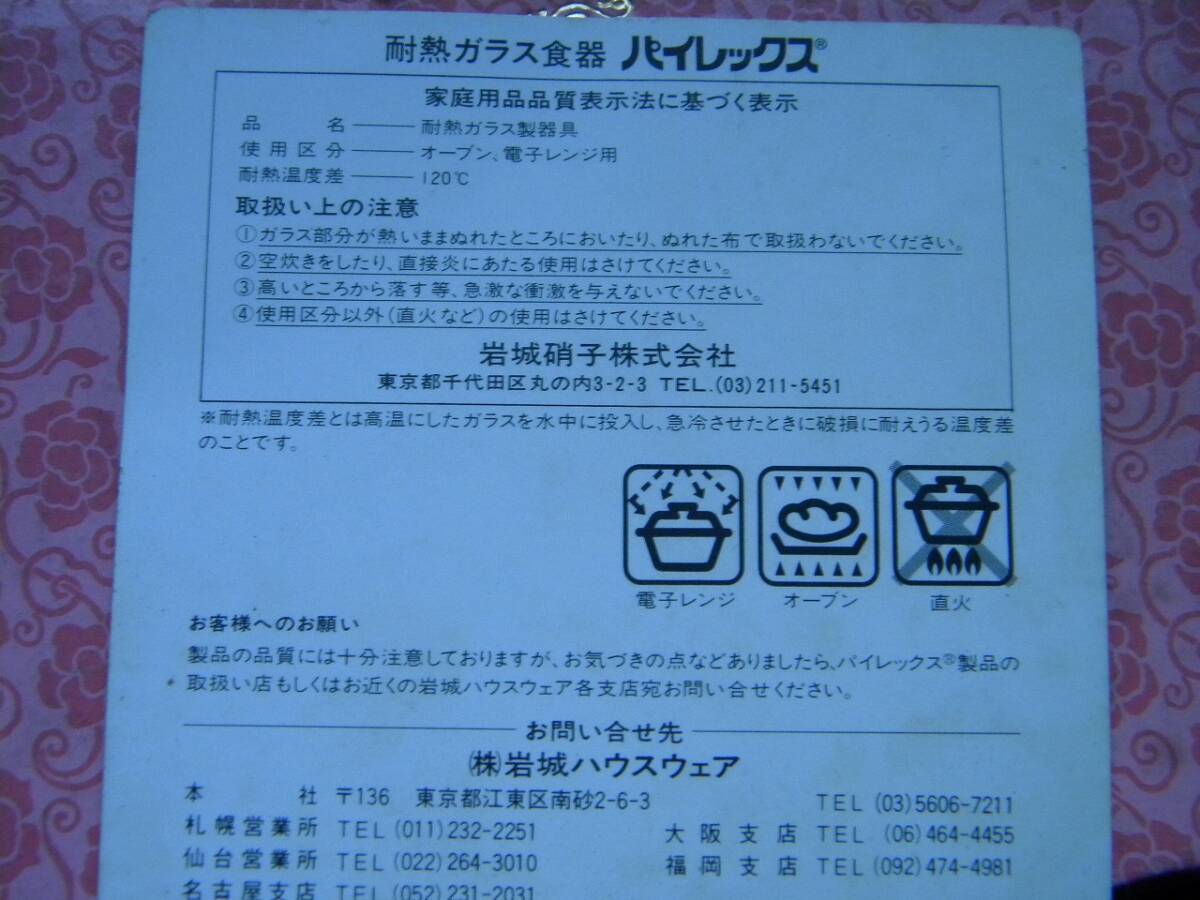 耐熱ガラス食器 パイレックス®
家庭用品品質表示法に基づく表示
品名 ── 耐熱ガラス製器具
使用区分 ── オーブン、電子レンジ用
耐熱温度差 ── 120℃
取扱い上の注意
①ガラス部分が熱いままぬれたところにおいたり、ぬれた布で取扱わないでください。
②空炊きをしたり、直接炎にあたる使用はさけてください。
③高いところから落す等、急激な衝激を与えないでください。
④使用区分以外(直火など)の使用はさけてください。
岩城硝子株式会社
東京都千代田区丸の内3-2-3 TEL.(03)211-5451
※耐熱温度差とは高温にしたガラスを水中に投入し、急冷させたときに破損に耐えうる温度差
のことです。
電子レンジ オーブン 直火
お客様へのお願い
製品の品質には十分注意しておりますが、お気づきの点などありましたら、パイレックス®製品の
取扱い店もしくはお近くの岩城ハウスウェア各支店宛お問い合せください。
お問い合せ先
㈱岩城ハウスウェア
本社 〒136 東京都江東区南砂2-6-3 TEL (03)5606-7211
札幌営業所 TEL (011)232-2251 大阪支店 TEL (06)464-4455
仙台営業所 TEL (022)264-3010 福岡支店 TEL (092)474-4981
名古屋支店 TEL (052)231-2031